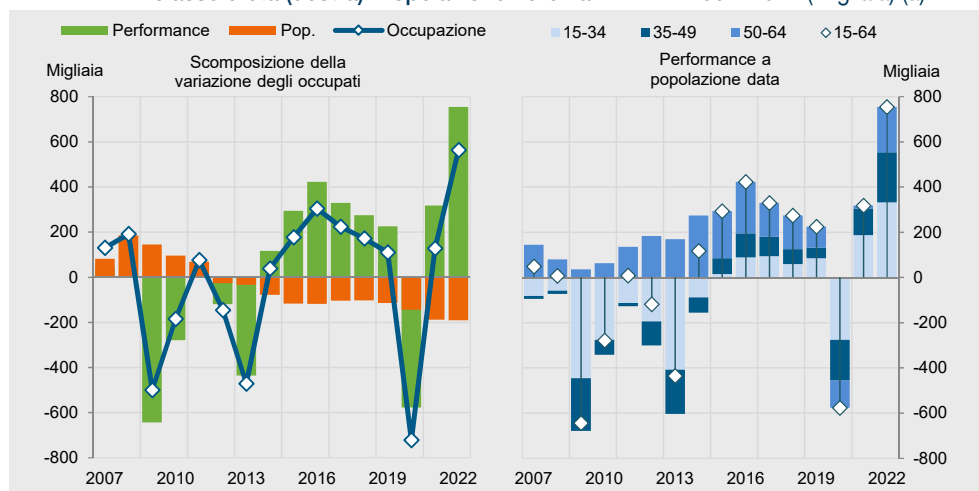 Performance Pop. Occupazione 15-34 35-49 50-64 15-64
Scomposizione della
variazione degli occupati
Performance a
popolazione data
Migliaia
Migliaia
800
600
400
200
0
-200
-400
-600
-800
2007 2010 2013 2016 2019 2022
800
600
400
200
0
-200
-400
-600
-800
2007 2010 2013 2016 2019 2022